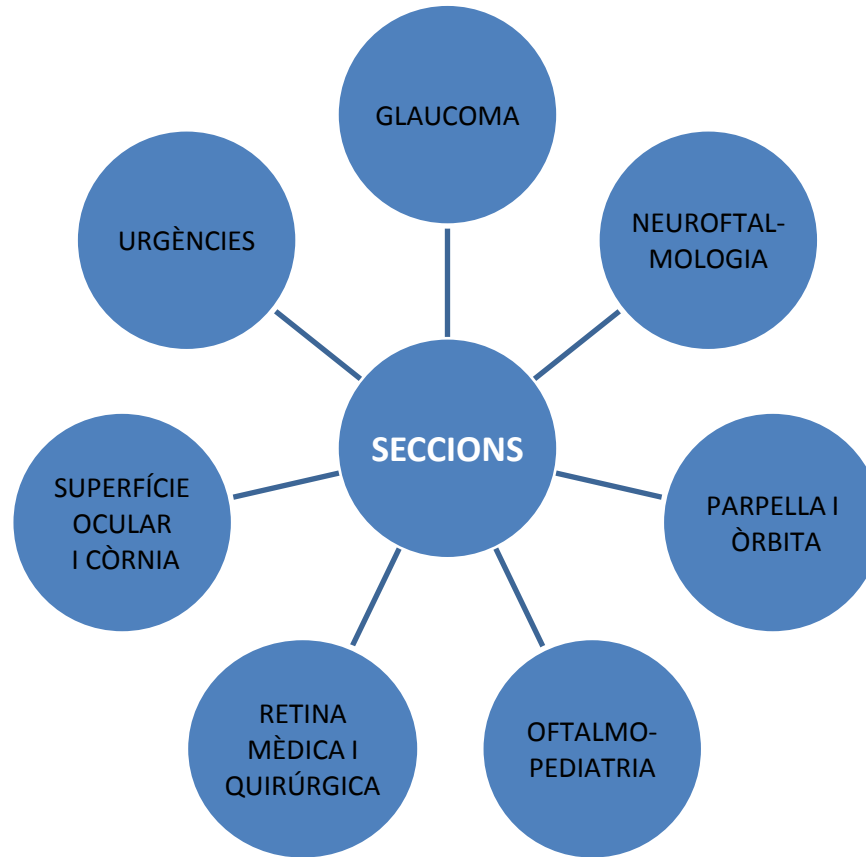 GLAUCOMA
NEUROFTAL-
MOLOGIA
PARPELLA I
ÒRBITA
OFTALMO-
PEDIATRIA
RETINA
MÈDICA I
QUIRÚRGICA
SUPERFÍCIE
OCULAR
I CÒRNIA
URGÈNCIES
SECCIONS